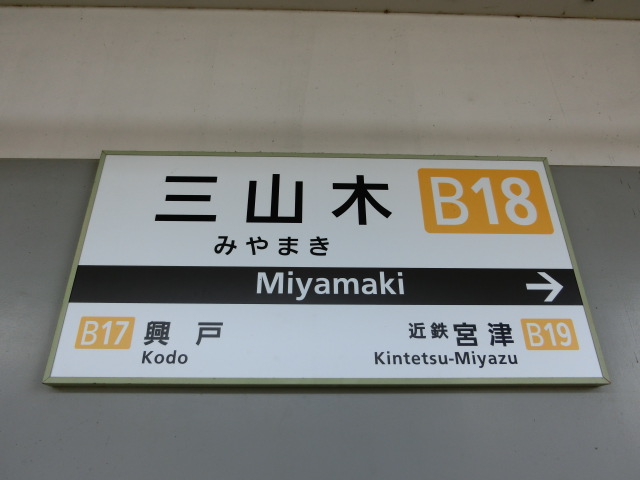 三山木 B18
みやまき
Miyamaki →
B17 興戸 近鉄宮津 B19
Kodo Kintetsu-Miyazu